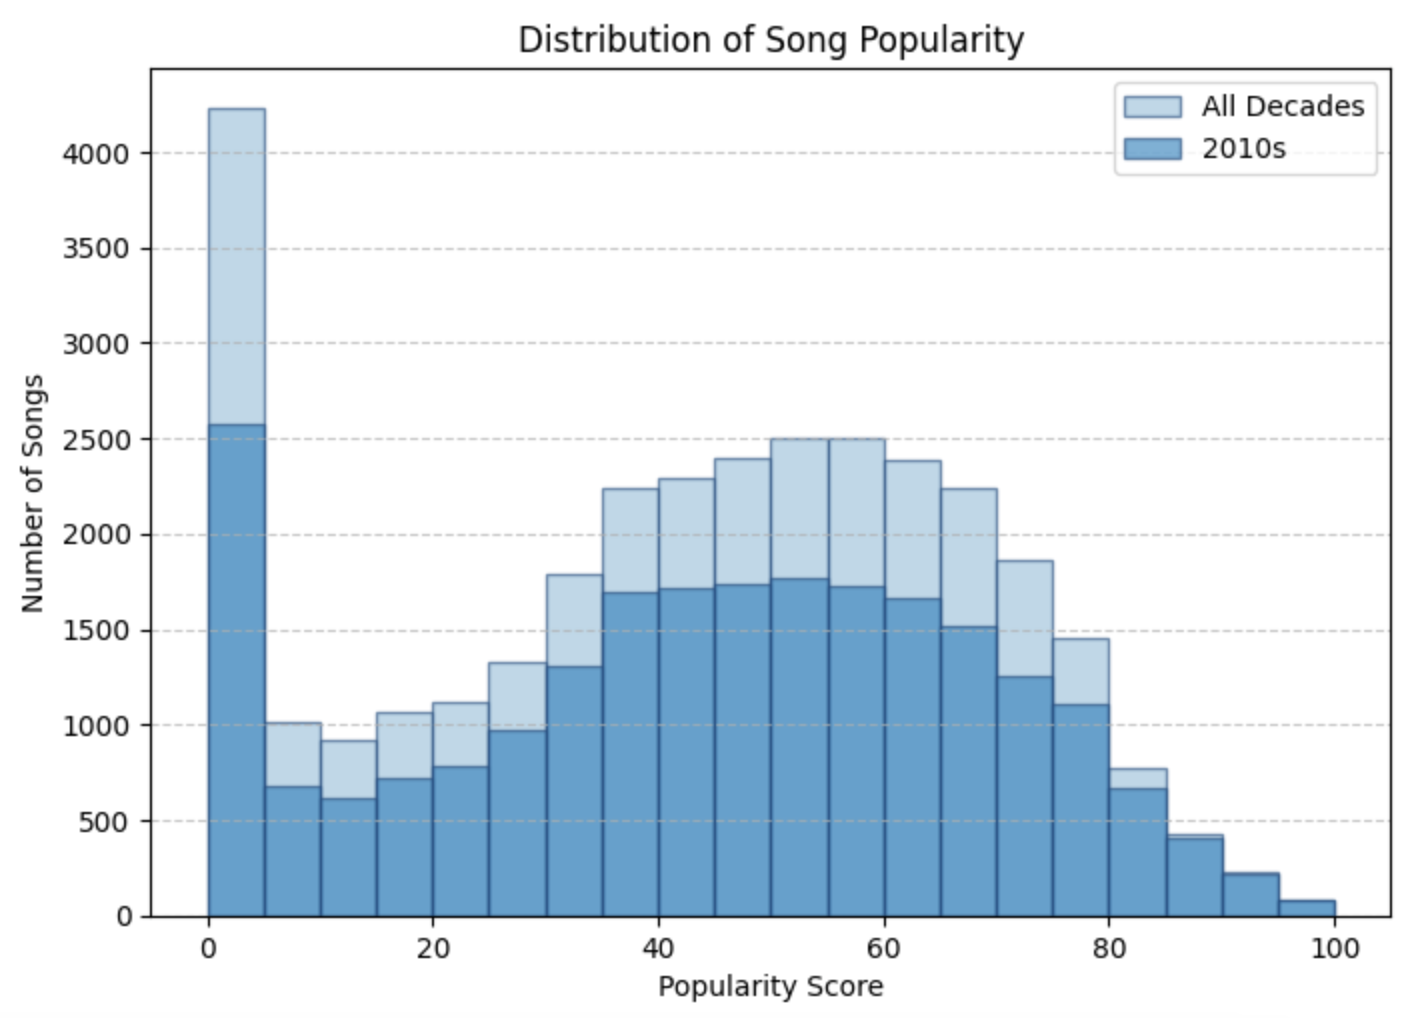 Distribution of Song Popularity
All Decades
2010s
Number of Songs
4000
3500
3000
2500
2000
1500
1000
500
0
0 20 40 60 80 100
Popularity Score